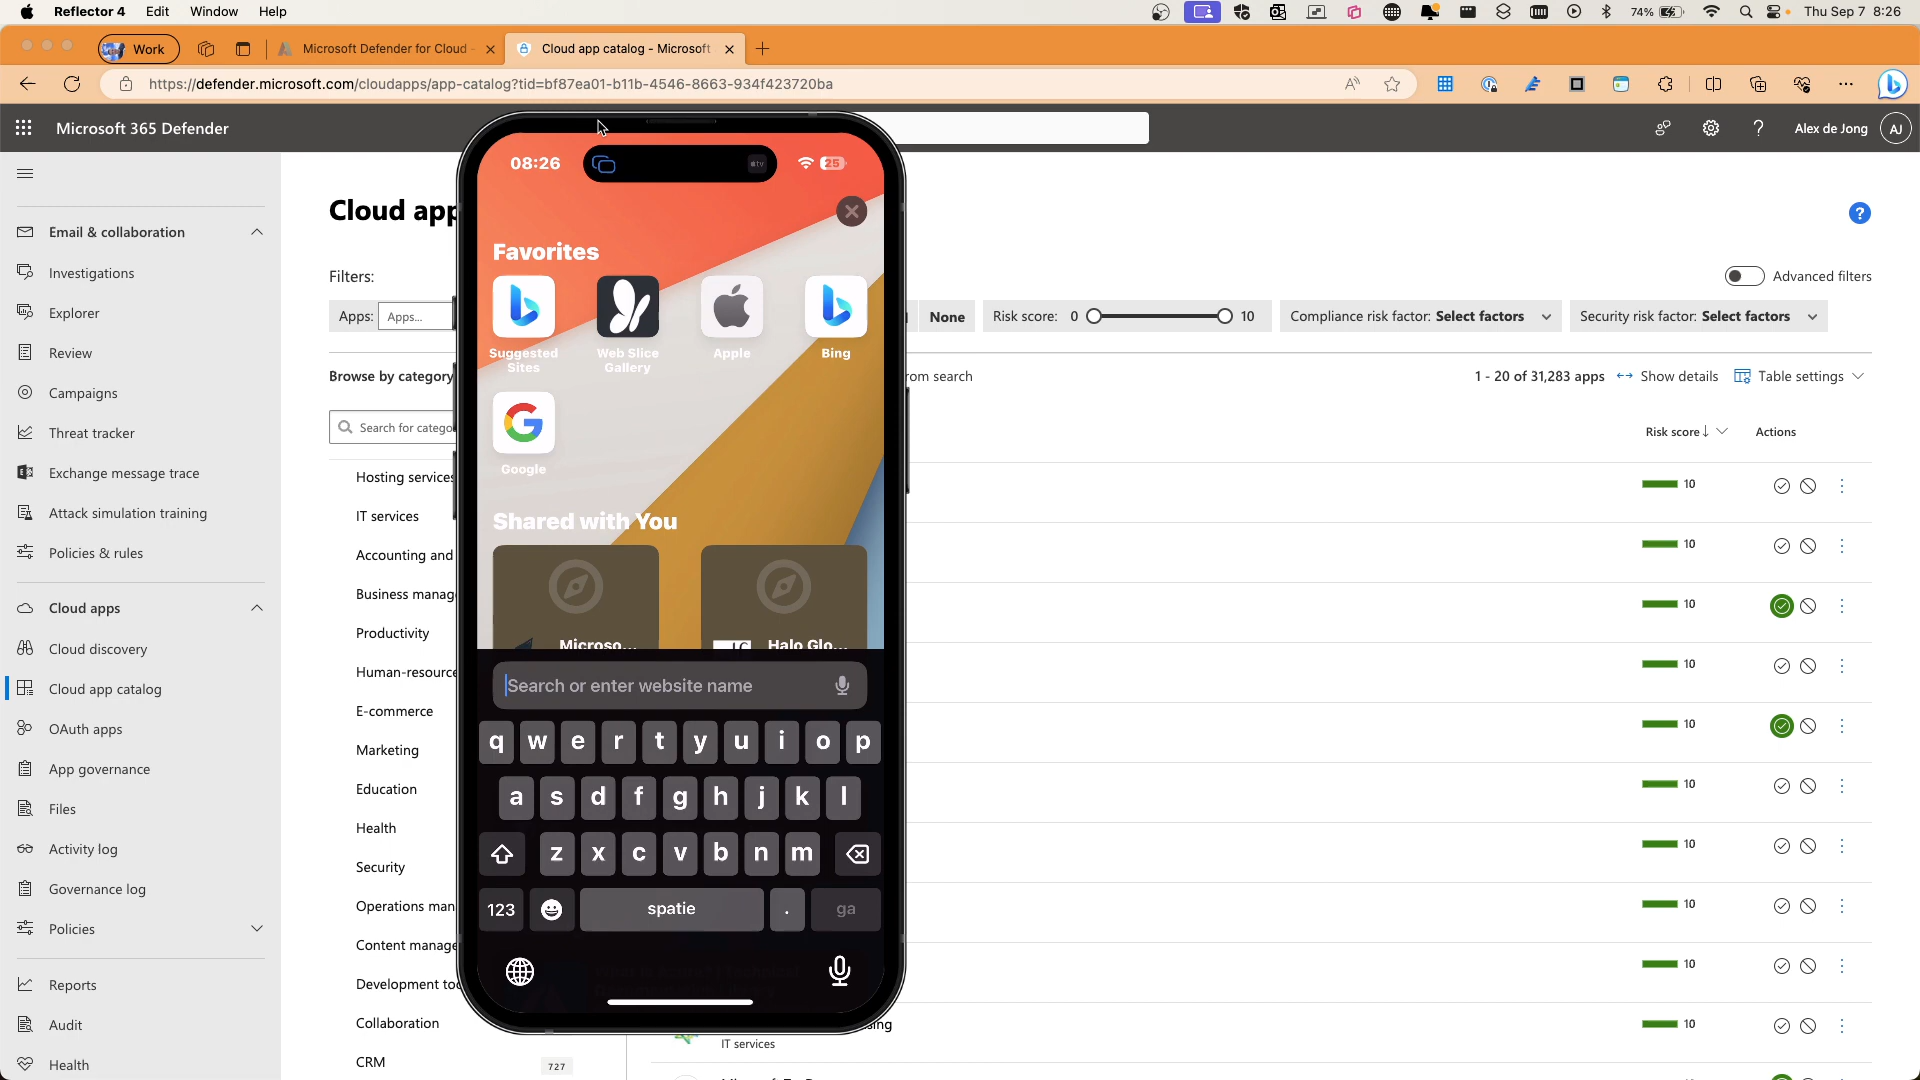 Reflector 4 Edit Window Help 74% Thu Sep 7 8:26
Work Microsoft Defender for Cloud - Cloud app catalog - Microsoft
https://defender.microsoft.com/cloudapps/app-catalog?tid=bf87ea01-b11b-4546-8663-934f423720ba
Microsoft 365 Defender Alex de Jong AJ
08:26 tv 25
Cloud app
Email & collaboration
Investigations
Explorer
Review
Campaigns
Threat tracker
Exchange message trace
Attack simulation training
Policies & rules
Cloud apps
Cloud discovery
Cloud app catalog
OAuth apps
App governance
Files
Activity log
Governance log
Policies
Reports
Audit
Health
Filters: Advanced filters
Apps: Apps... None Risk score: 0 10 Compliance risk factor: Select factors Security risk factor: Select factors
Browse by category rom search 1 - 20 of 31,283 apps Show details Table settings
Search for catego
Risk score Actions
Hosting services
IT services
Accounting and
Business manag
Productivity
Human-resource
E-commerce
Marketing
Education
Health
Security
Operations man
Content manage
Development too
Collaboration
CRM 727
10
10
10
10
10
10
10
10
10
10
sing
IT services
Favorites
Suggested Sites
Web Slice Gallery
Apple
Bing
Google
Shared with You
Microso...
Halo Glo...
Search or enter website name
q w e r t y u i o p
a s d f g h j k l
z x c v b n m
123 spatie . ga